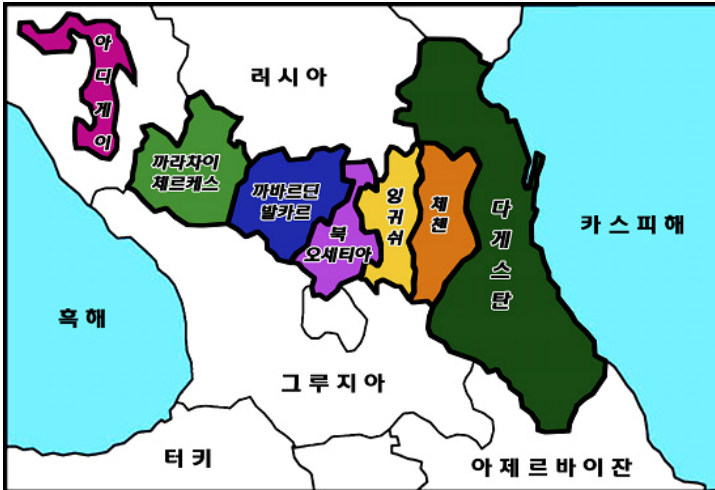 아디게이
러시아
까라차이
체르케스
까바르딘
발카르
북
오세티아
잉귀쉬
체첸
다게스탄
카스피해
흑해
그루지아
터키
아제르바이잔